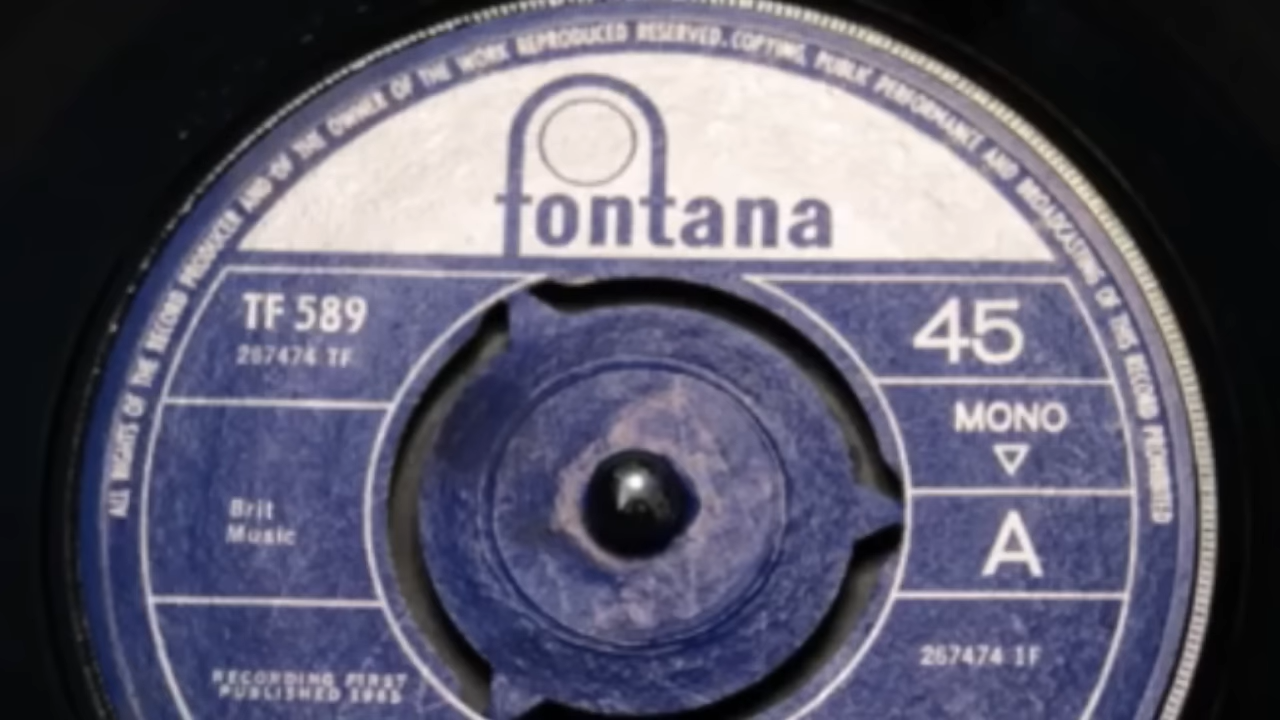 ALL RIGHTS OF THE RECORD PRODUCER AND OF THE OWNER OF THE WORK REPRODUCED RESERVED. COPYING, PUBLIC PERFORMANCE AND BROADCASTING OF THIS RECORD PROHIBITED
fontana
TF 589
267474 TF
45
MONO
A
Brit
Music
267474 1F
RECORDING FIRST
PUBLISHED 1965